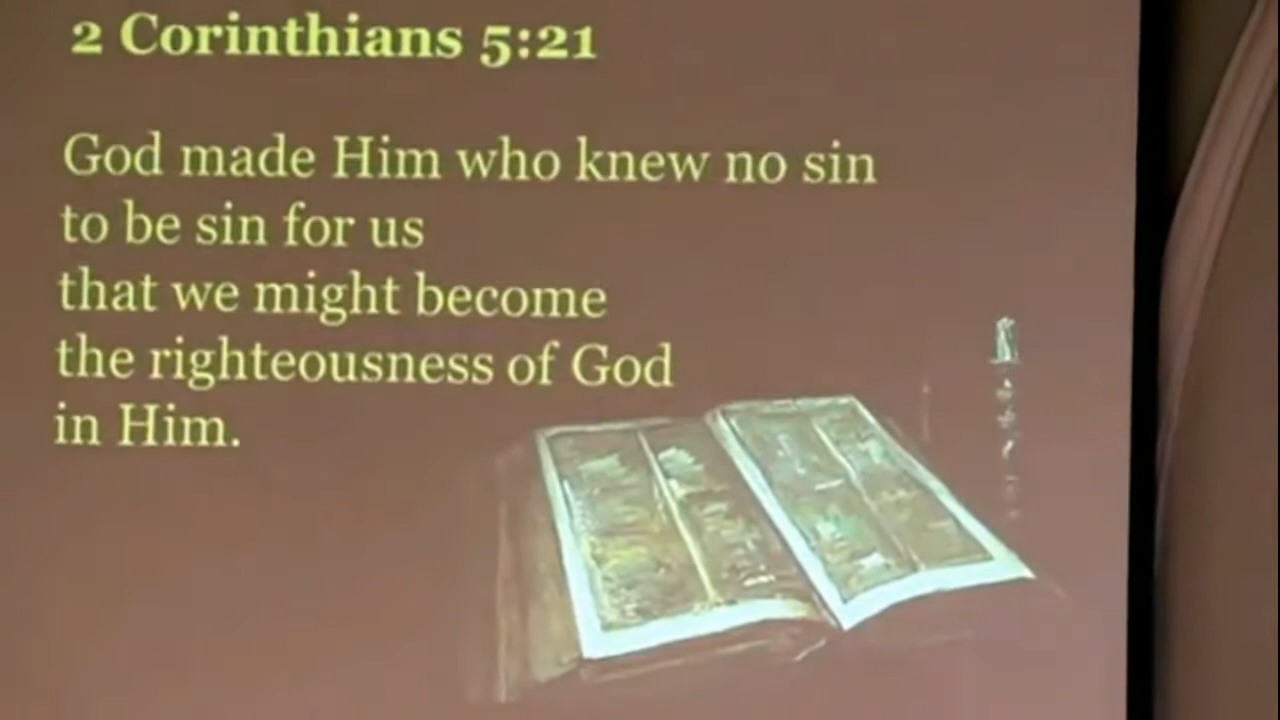 2 Corinthians 5:21
God made Him who knew no sin
to be sin for us
that we might become
the righteousness of God
in Him.